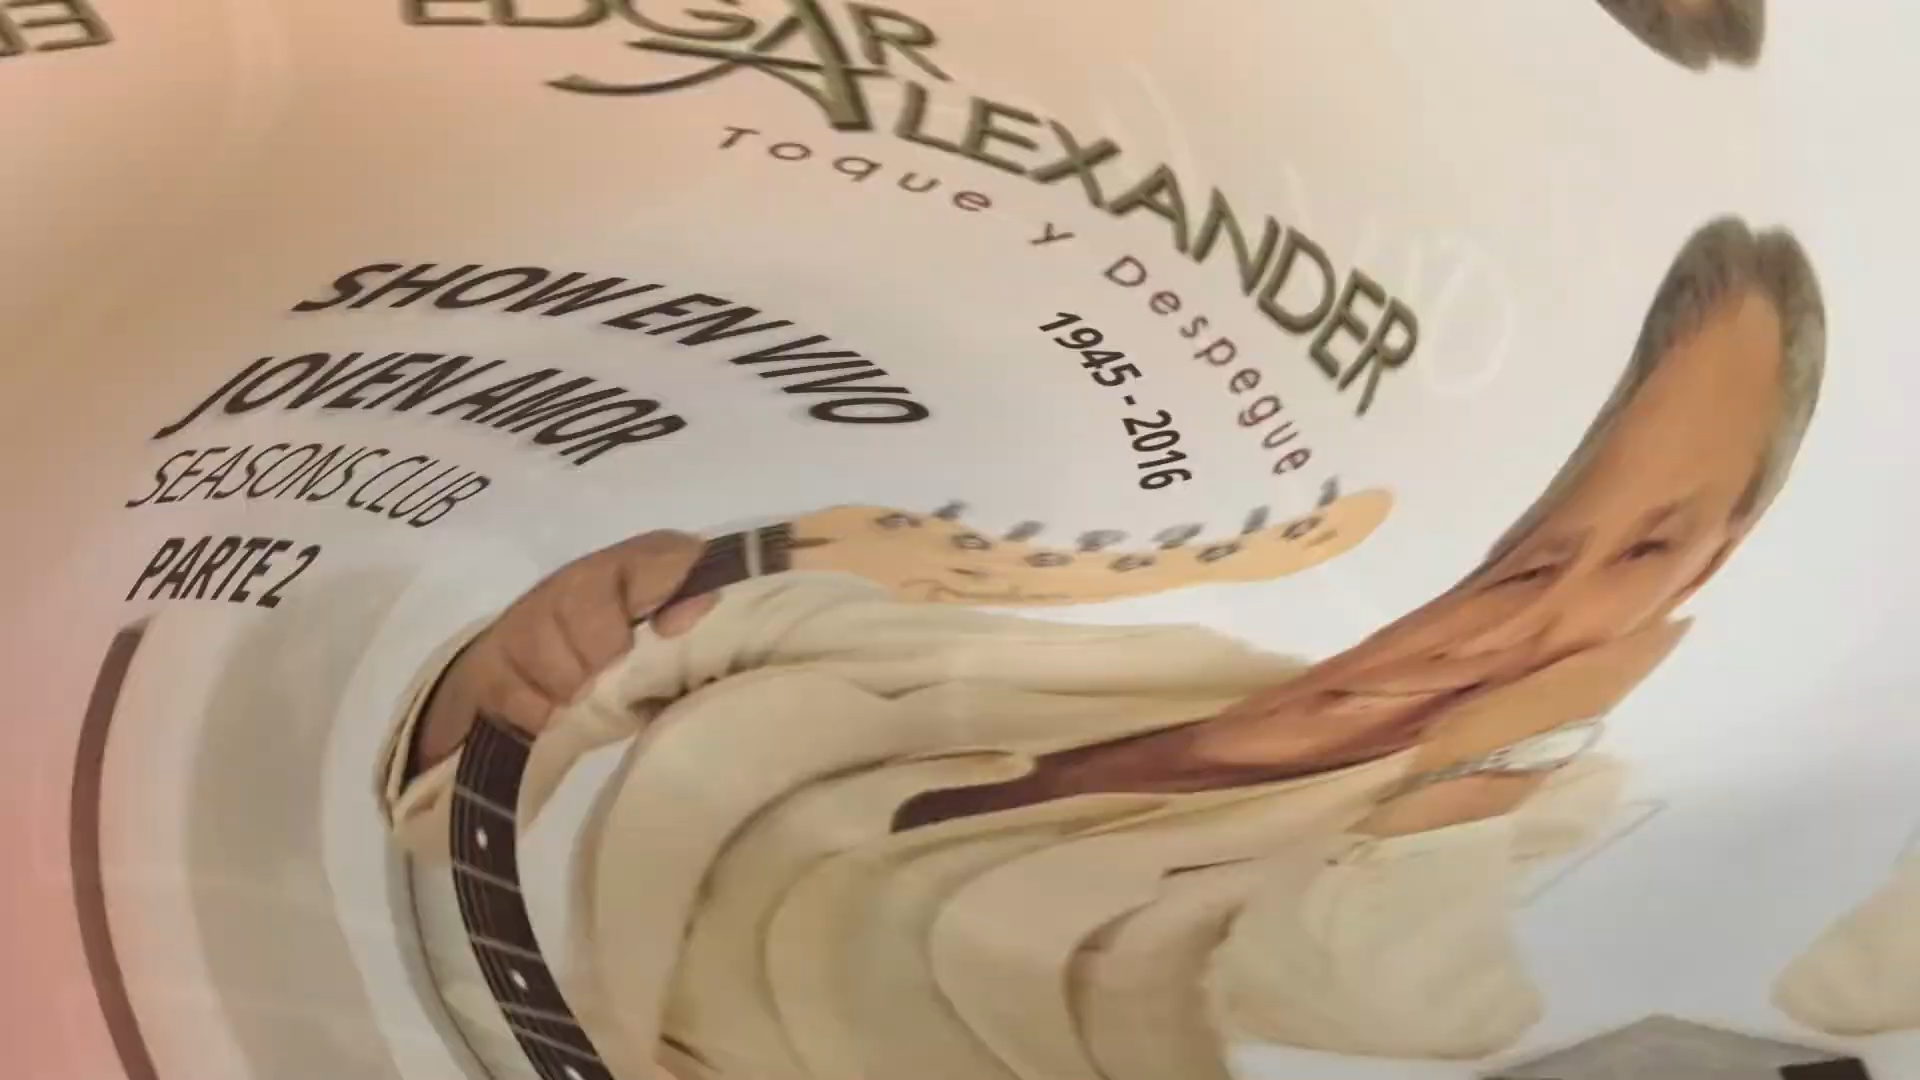 EDGAR
ALEXANDER
Toque y Despegue
1945 - 2016
SHOW EN VIVO
JOVEN AMOR
SEASONS CLUB
PARTE 2